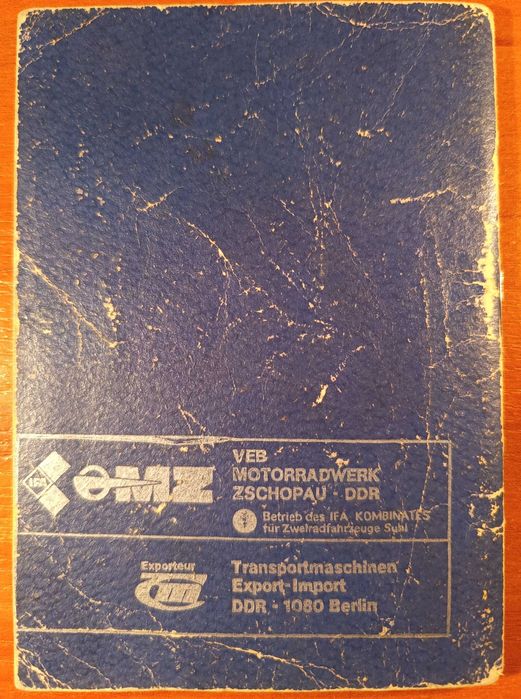 IFA
MZ
VEB
MOTORRADWERK
ZSCHOPAU · DDR
Betrieb des IFA KOMBINATES
für Zweiradfahrzeuge Suhl
Exporteur
tm
Transportmaschinen
Export-Import
DDR - 1080 Berlin